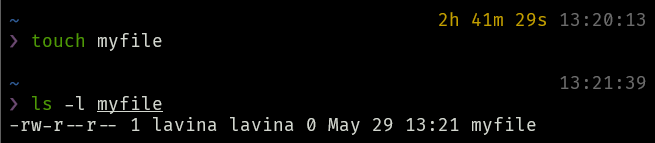 ~ 2h 41m 29s 13:20:13
❯ touch myfile
~ 13:21:39
❯ ls -l myfile
-rw-r--r-- 1 lavina lavina 0 May 29 13:21 myfile